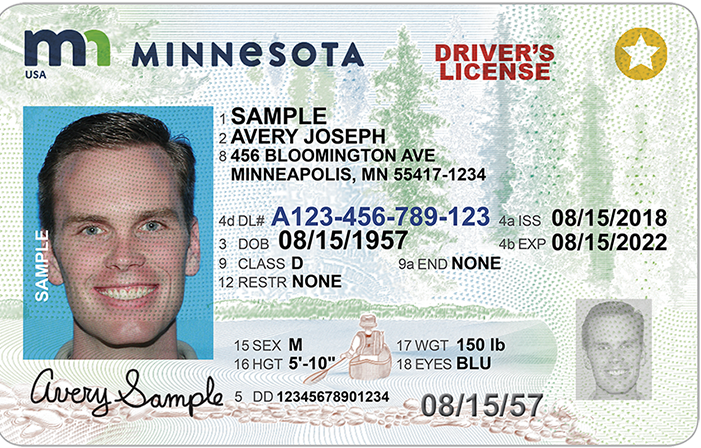 mn MINNESOTA
USA
DRIVER'S
LICENSE
1 SAMPLE
2 AVERY JOSEPH
8 456 BLOOMINGTON AVE
MINNEAPOLIS, MN 55417-1234
4d DL# A123-456-789-123 4a ISS 08/15/2018
3 DOB 08/15/1957 4b EXP 08/15/2022
9 CLASS D 9a END NONE
12 RESTR NONE
SAMPLE
15 SEX M 17 WGT 150 lb
16 HGT 5'-10" 18 EYES BLU
Avery Sample
5 DD 12345678901234
08/15/57